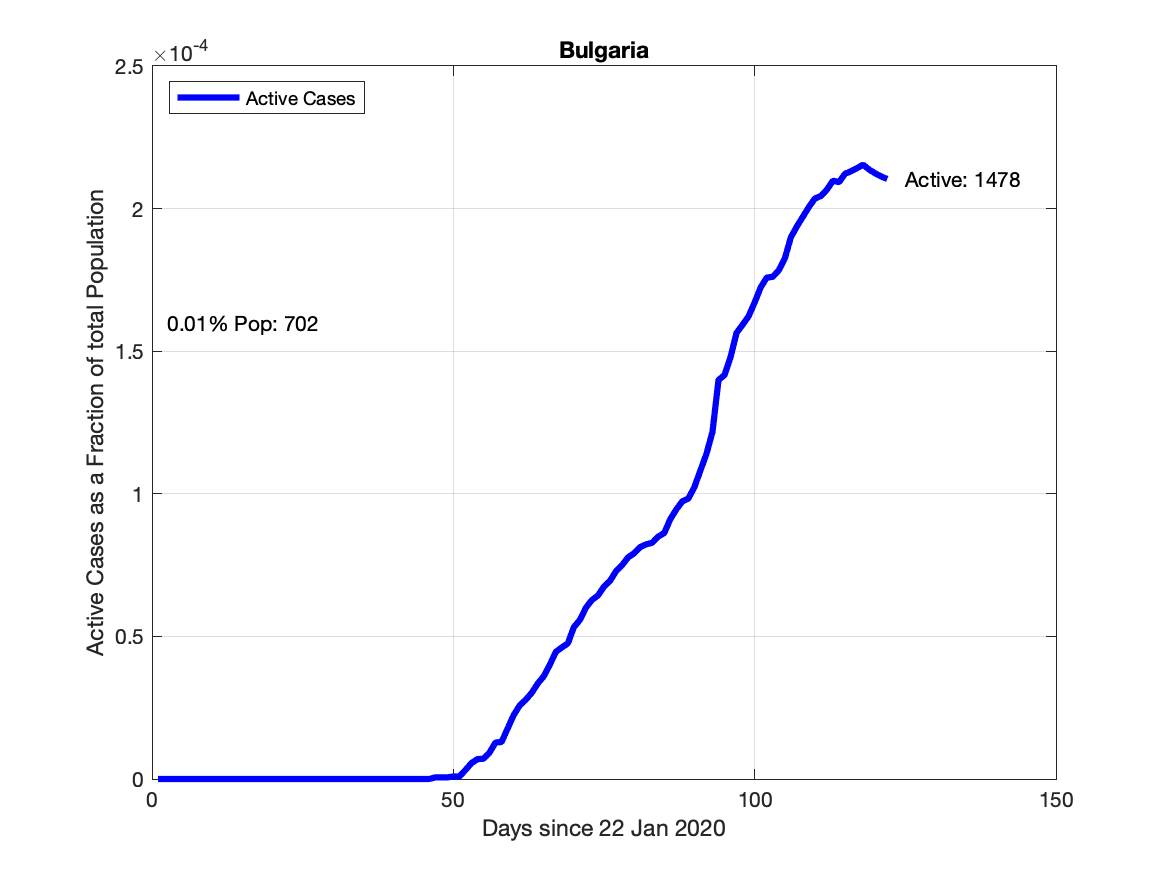 Bulgaria
×10⁻⁴
Active Cases
2.5
2
1.5
1
0.5
0
Active Cases as a Fraction of total Population
Active: 1478
0.01% Pop: 702
0
50
100
150
Days since 22 Jan 2020